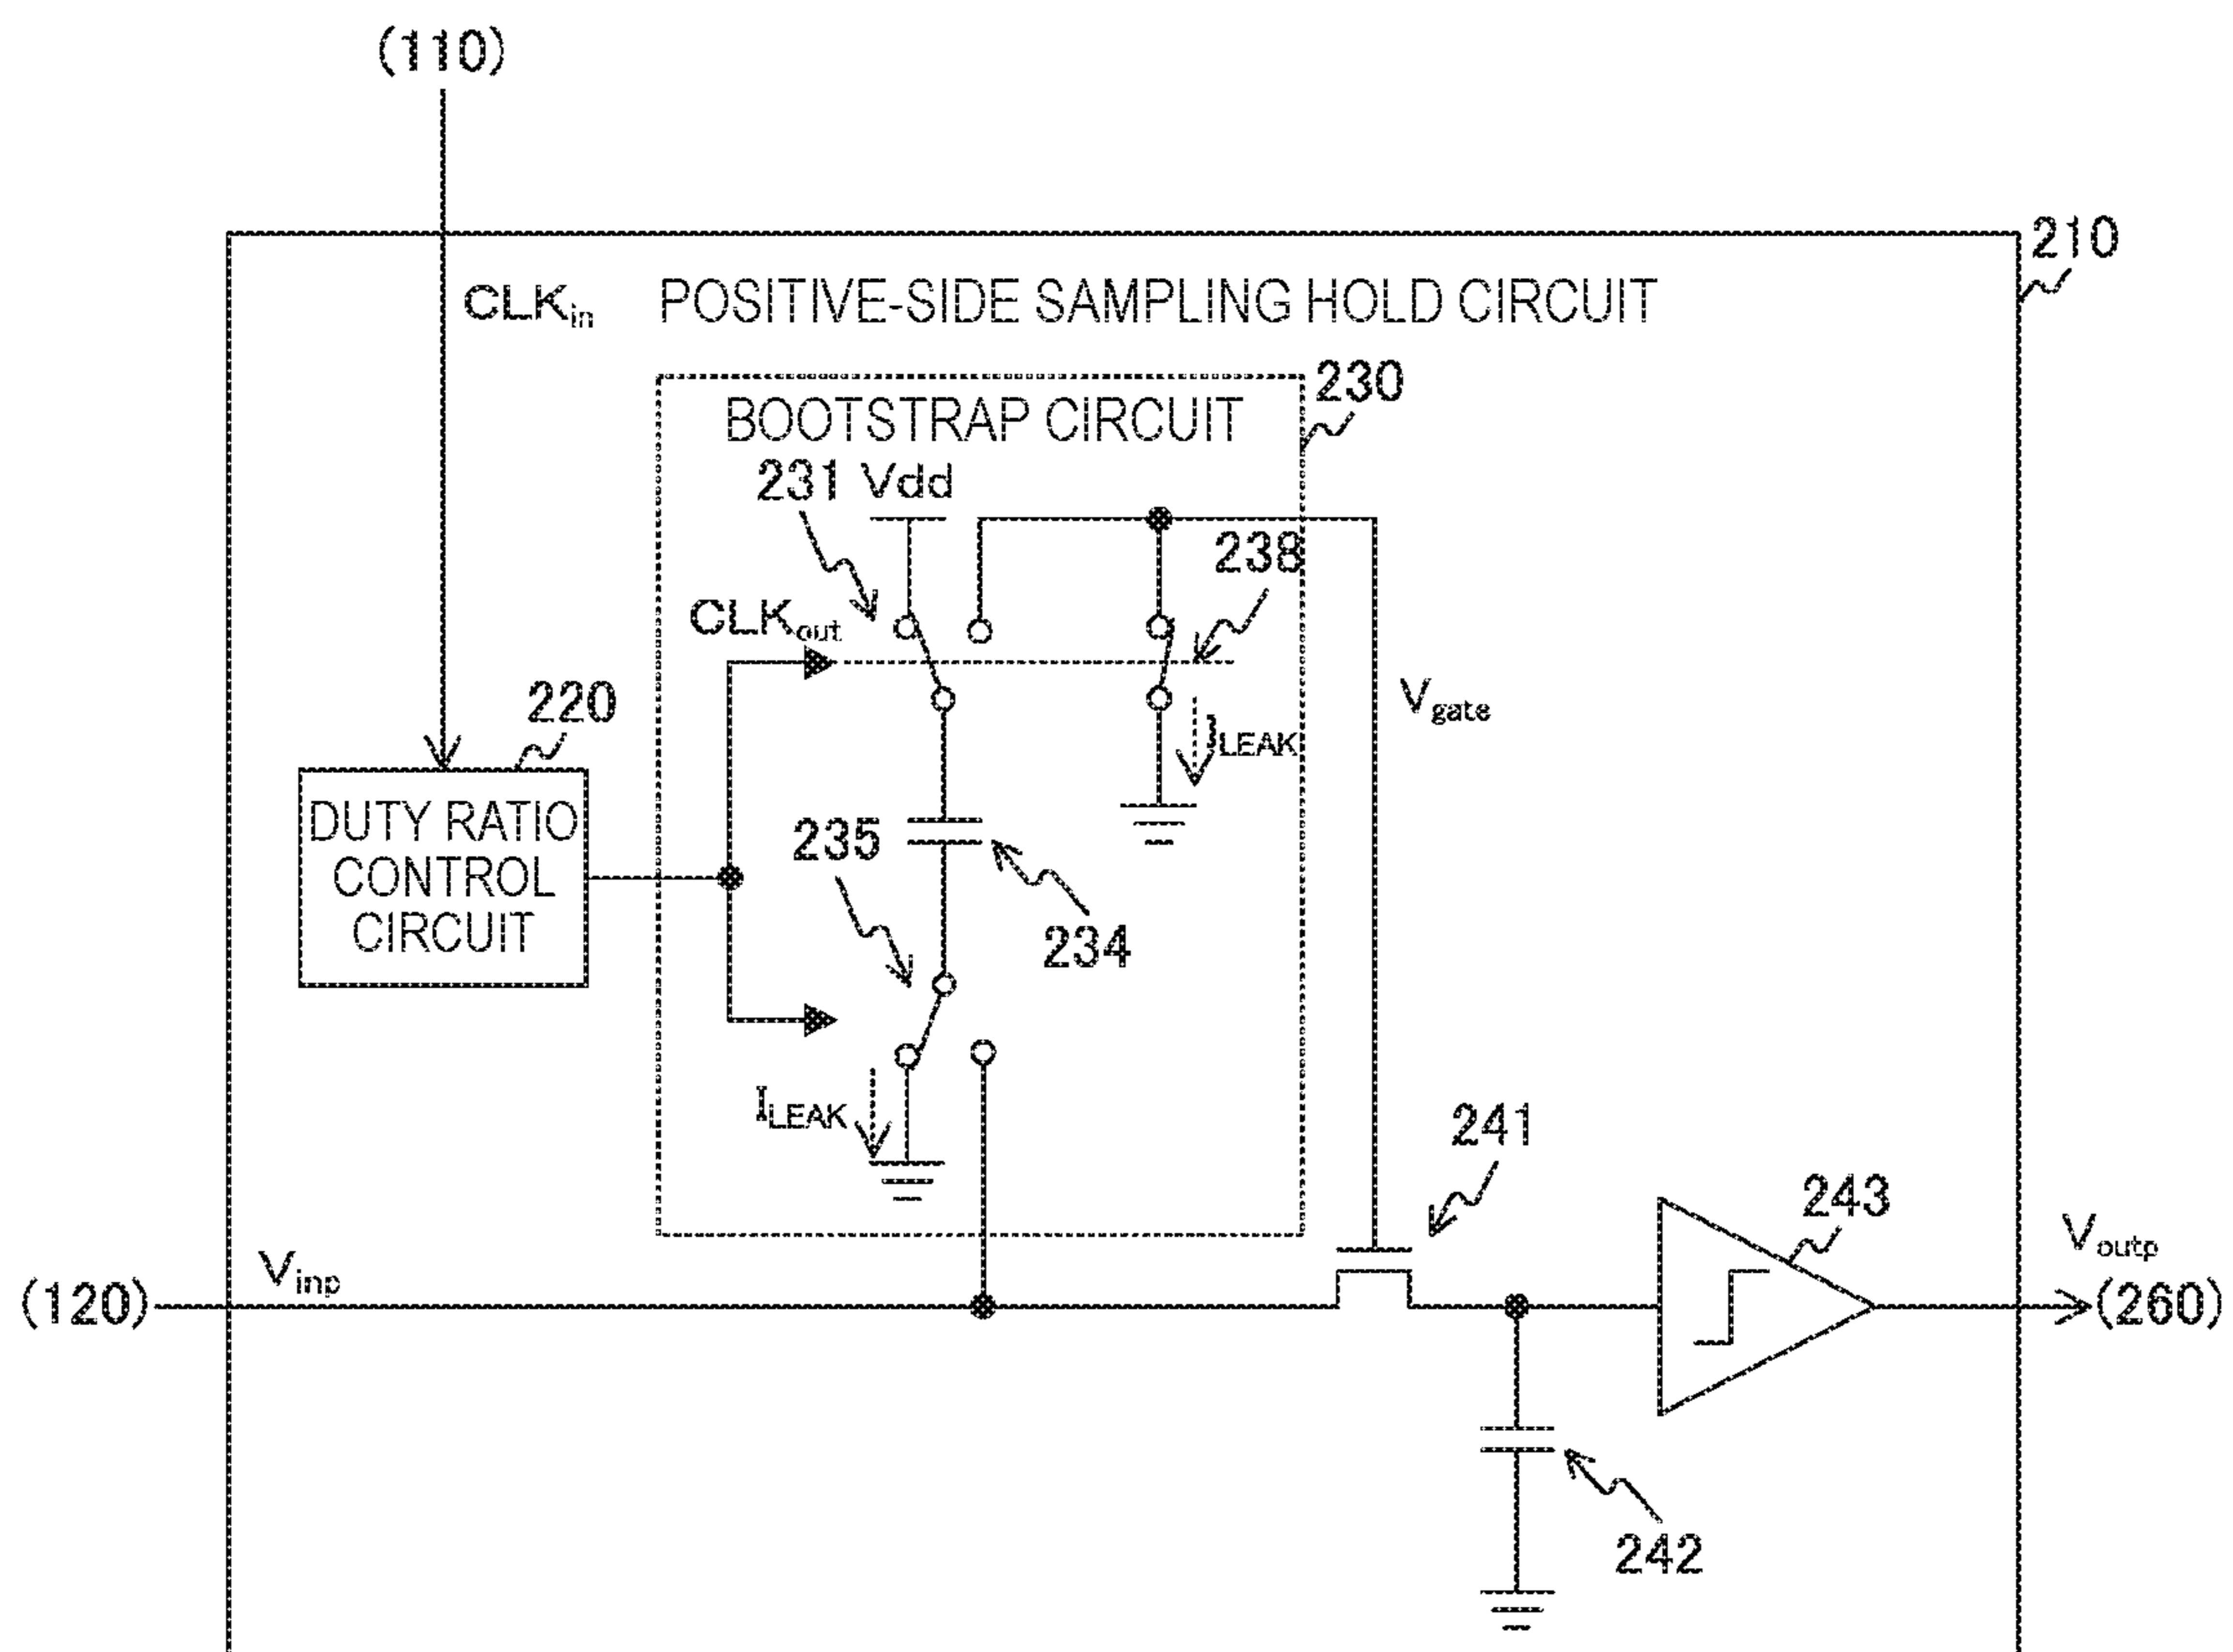 (110)
210
CLKin POSITIVE-SIDE SAMPLING HOLD CIRCUIT
230
BOOTSTRAP CIRCUIT
231 Vdd
238
CLKout
220
Vgate
ILEAK
DUTY RATIO
CONTROL
CIRCUIT
235
234
ILEAK
241
243
Vinp
Voutp
(120)
(260)
242